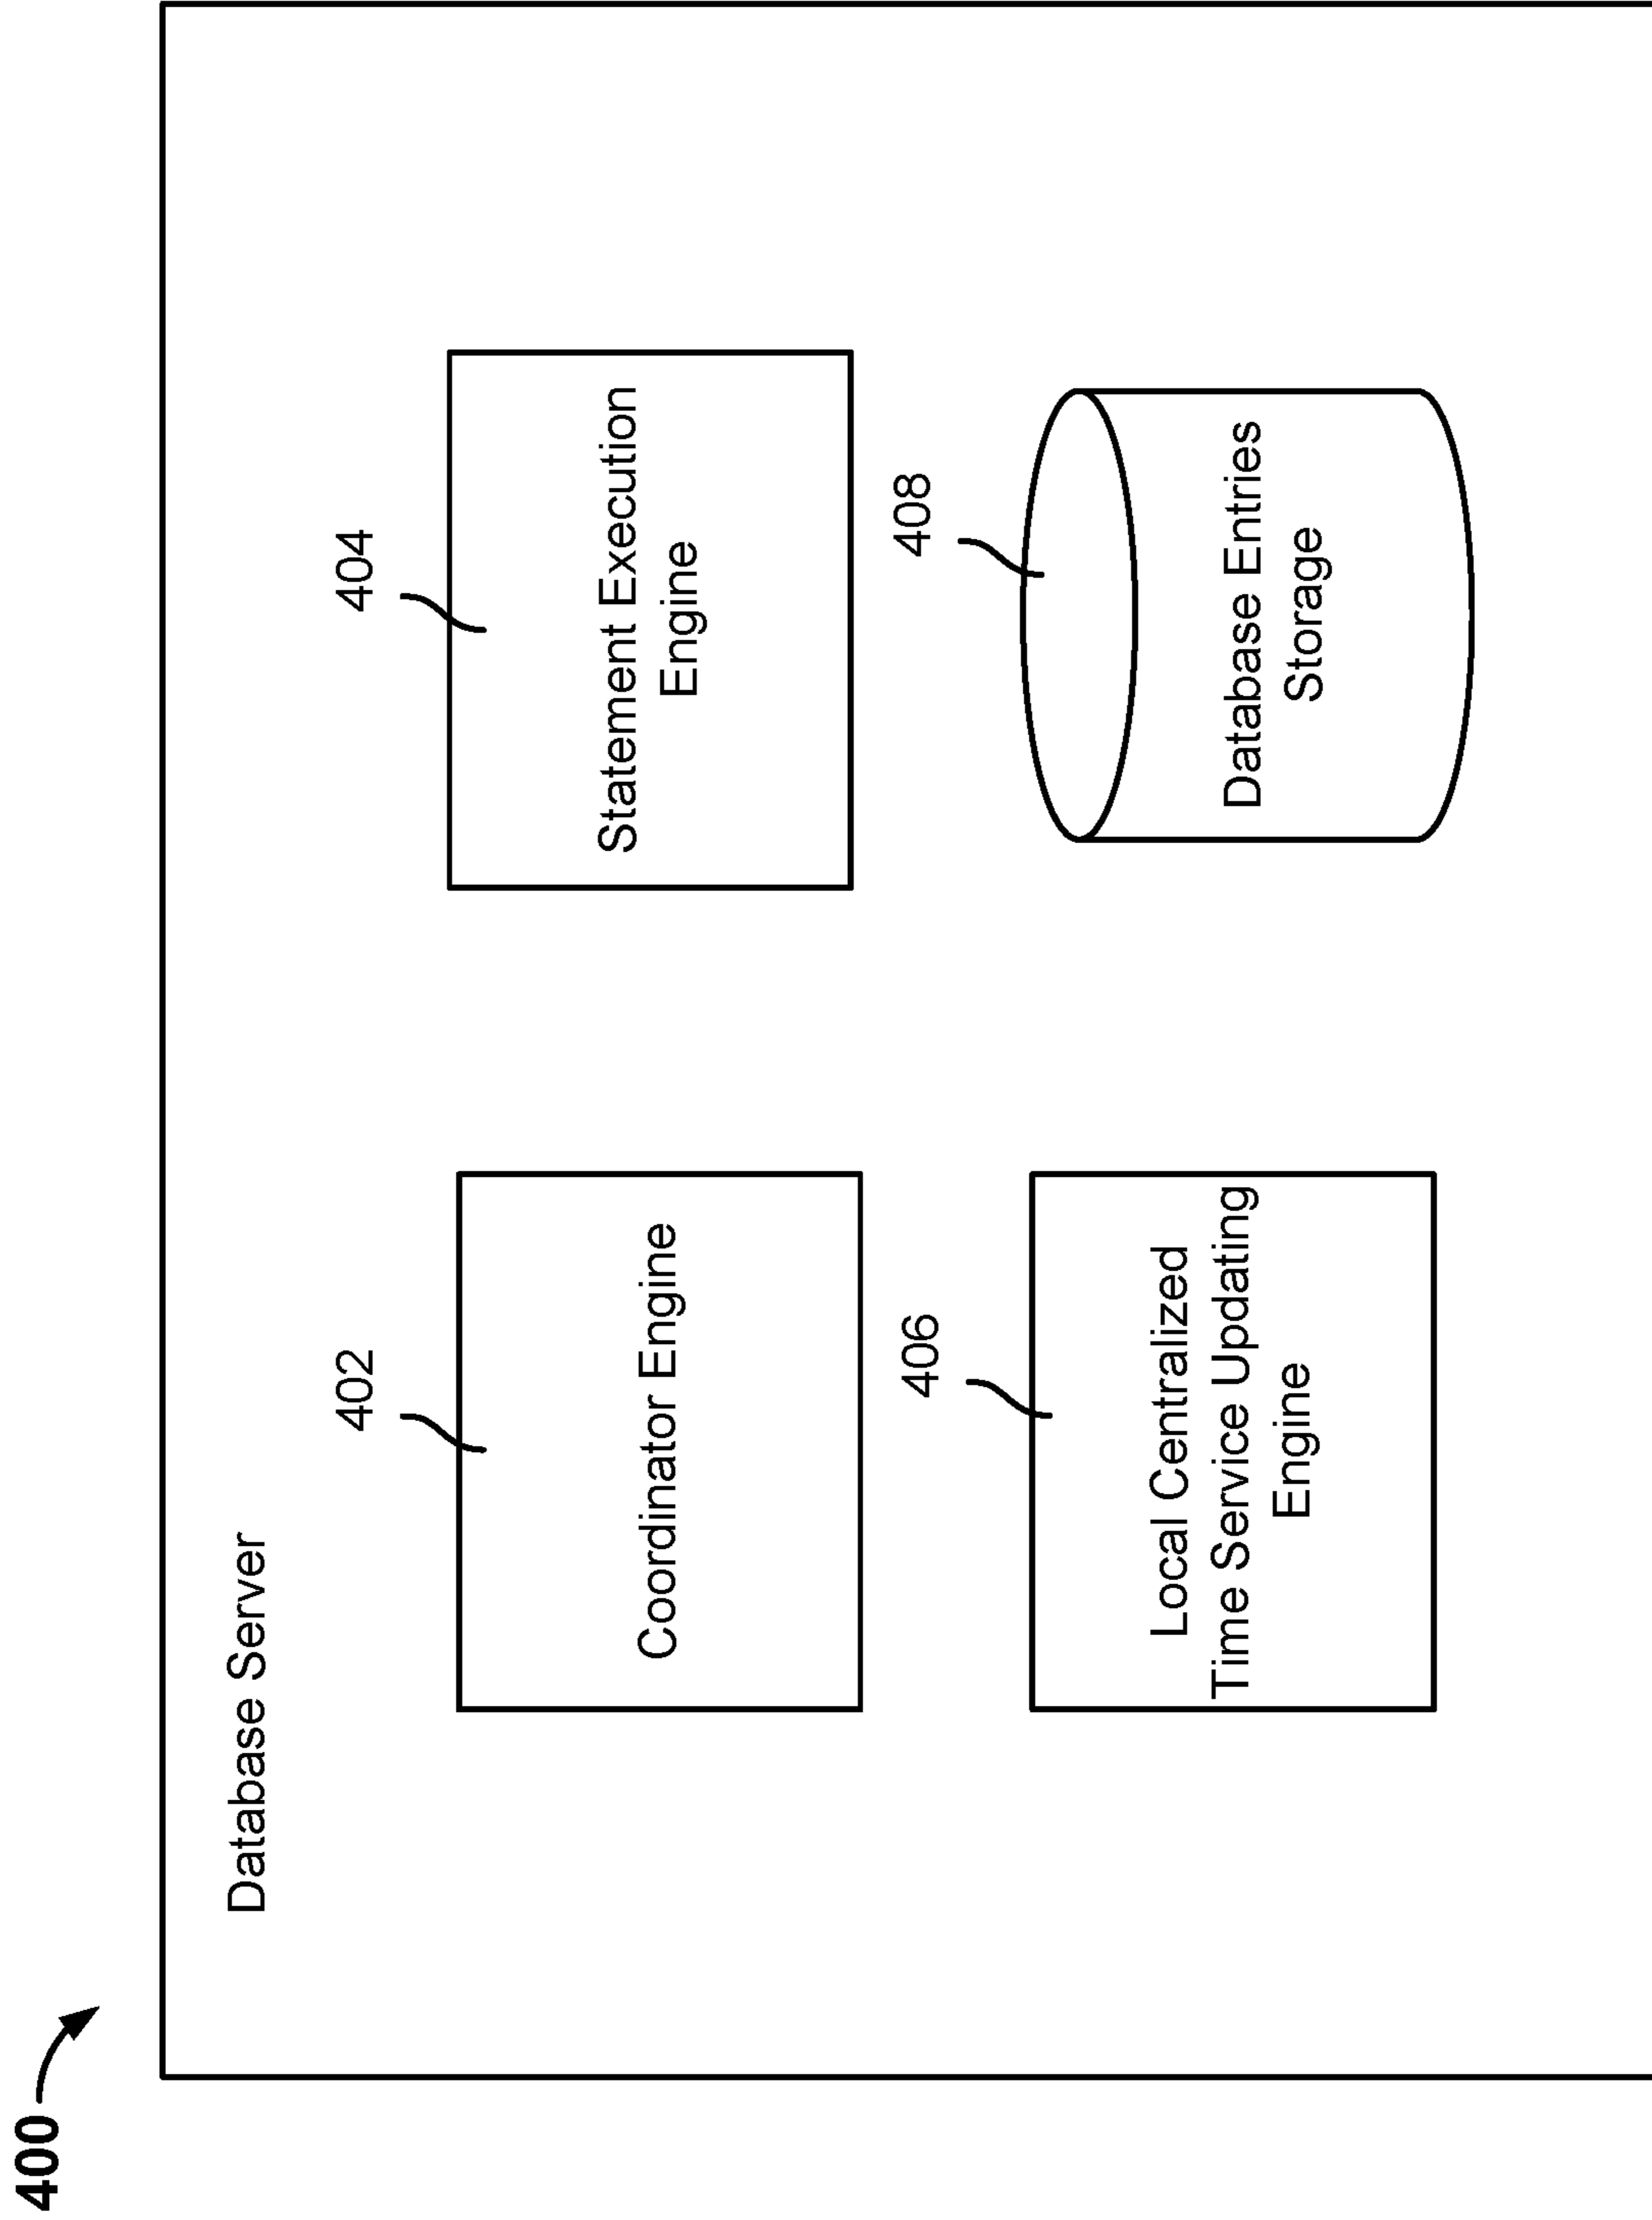 400
Database Server
402
Coordinator Engine
404
Statement Execution
Engine
406
Local Centralized
Time Service Updating
Engine
408
Database Entries
Storage